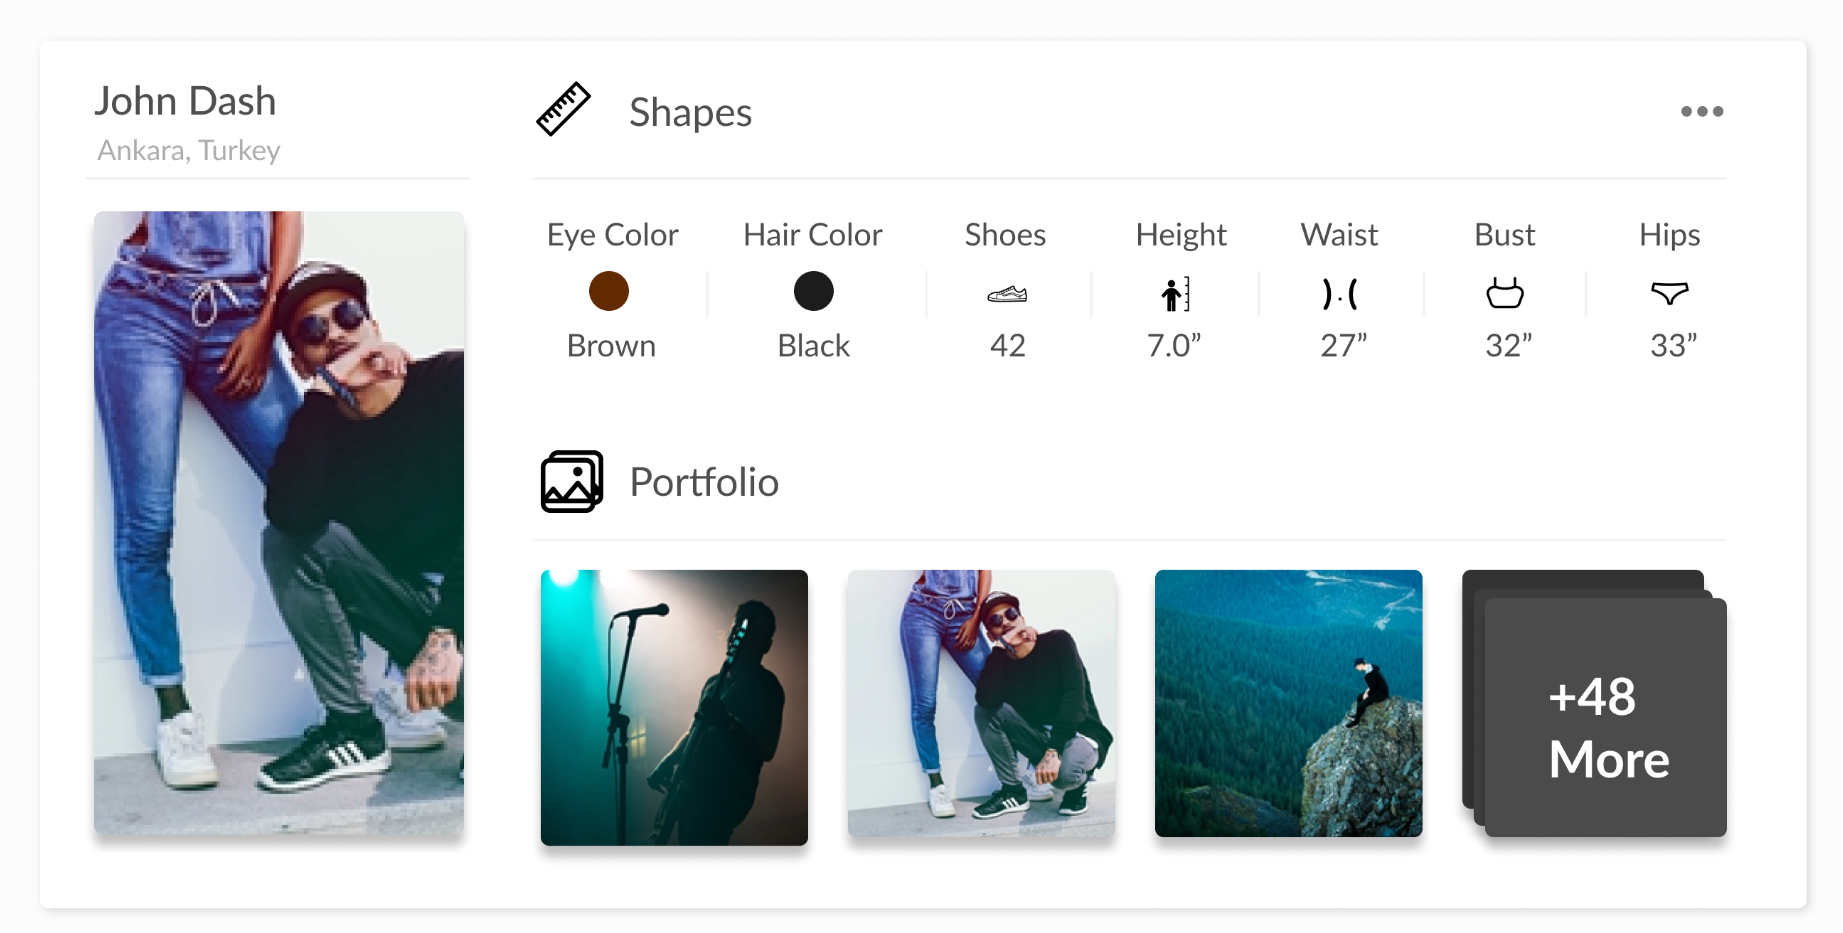 John Dash
Ankara, Turkey
Shapes
Eye Color
Hair Color
Shoes
Height
Waist
Bust
Hips
Brown
Black
42
7.0”
27”
32”
33”
Portfolio
+48
More